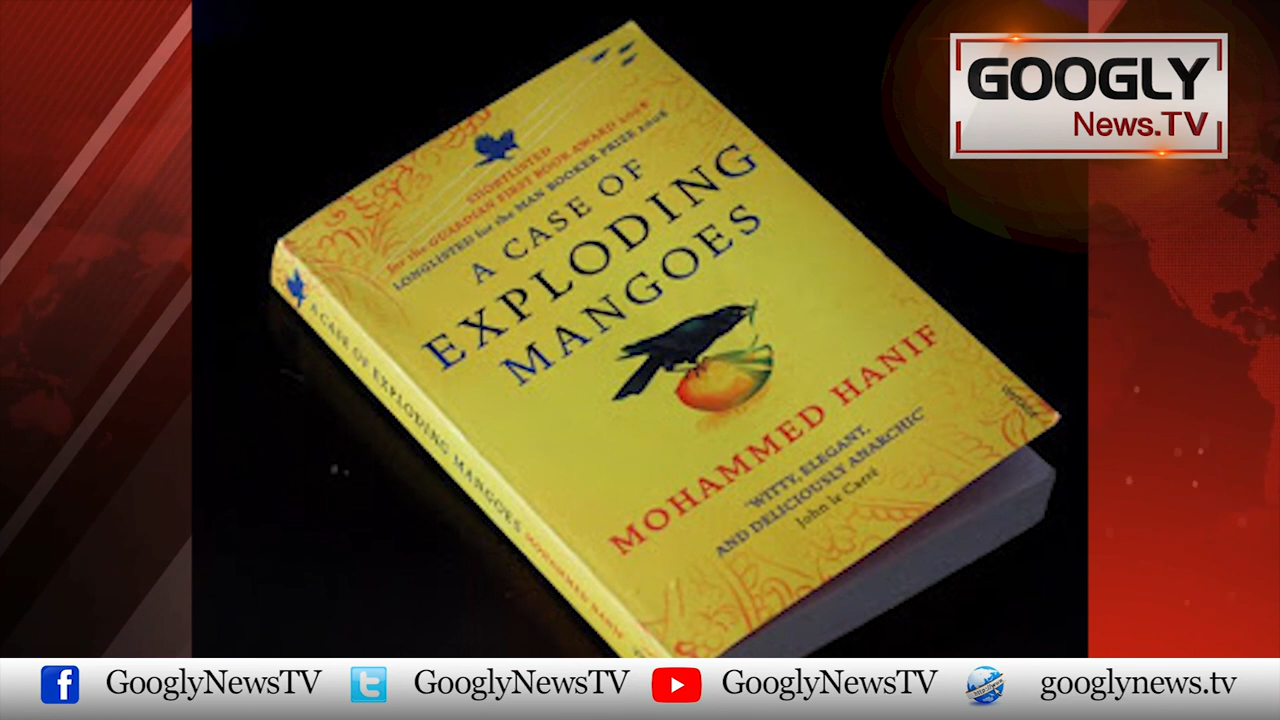 GOOGLY
News.TV
SHORTLISTED
for the GUARDIAN FIRST BOOK AWARD 2008
LONGLISTED for the MAN BOOKER PRIZE 2008
A CASE OF
EXPLODING
MANGOES
MOHAMMED HANIF
'WITTY, ELEGANT,
AND DELICIOUSLY ANARCHIC'
John le Carré
A CASE OF EXPLODING MANGOES MOHAMMED HANIF
GooglyNewsTV
GooglyNewsTV
GooglyNewsTV
googlynews.tv